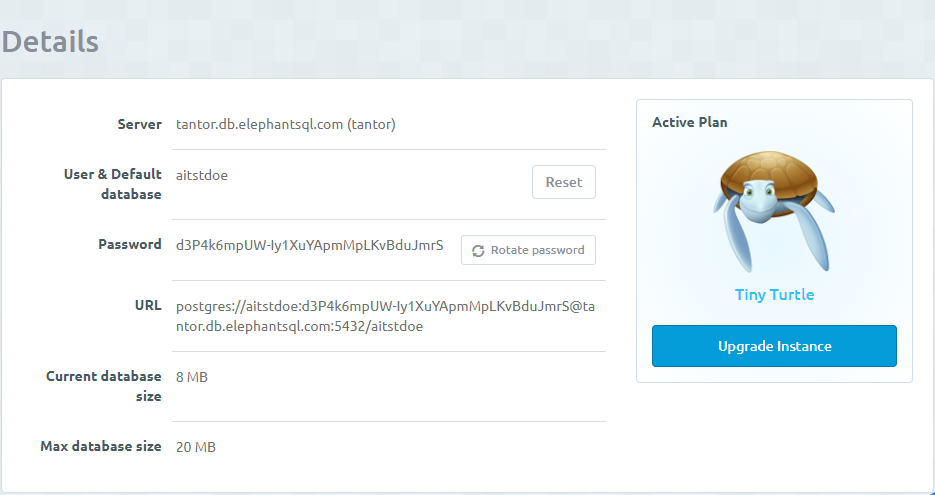 Details
Server
tantor.db.elephantsql.com (tantor)
User & Default
database
aitstdoe
Reset
Password
d3P4k6mpUW-Iy1XuYApmMpLKvBduJmrS
Rotate password
URL
postgres://aitstdoe:d3P4k6mpUW-Iy1XuYApmMpLKvBduJmrS@ta
ntor.db.elephantsql.com:5432/aitstdoe
Current database
size
8 MB
Max database size
20 MB
Active Plan
Tiny Turtle
Upgrade Instance